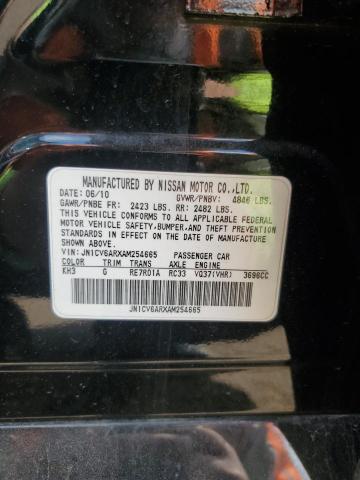 MANUFACTURED BY NISSAN MOTOR CO.,LTD.
DATE: 06/10 GVWR/PNBV: 4846 LBS.
GAWR/PNBE FR: 2423 LBS. RR: 2482 LBS.
THIS VEHICLE CONFORMS TO ALL APPLICABLE FEDERAL
MOTOR VEHICLE SAFETY,BUMPER,AND THEFT PREVENTION
STANDARDS IN EFFECT ON THE DATE OF MANUFACTURE
SHOWN ABOVE.
VIN: JN1CV6ARXAM254665 PASSENGER CAR
COLOR TRIM TRANS AXLE ENGINE
KH3 G RE7R01A RC33 VQ37(VHR) 3696CC
JN1CV6ARXAM254665